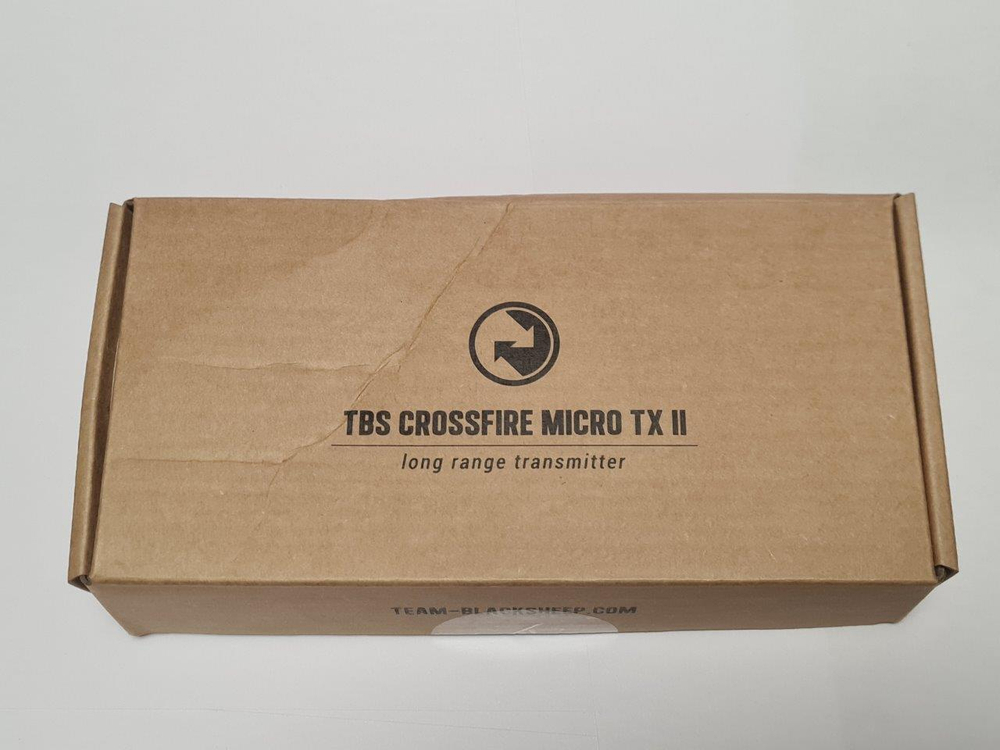 TBS CROSSFIRE MICRO TX II
long range transmitter
TEAM-BLACKSHEEP.COM